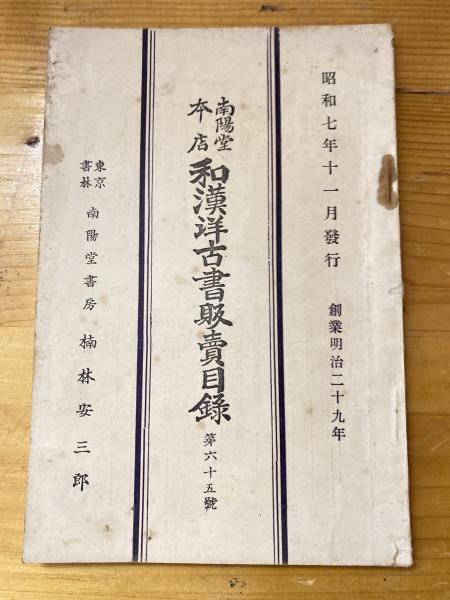 昭和七年十一月發行
創業明治二十九年
南陽堂
本店
和漢洋古書販賣目錄
第六十五號
東京
書林
南陽堂書房
楠林安三郎